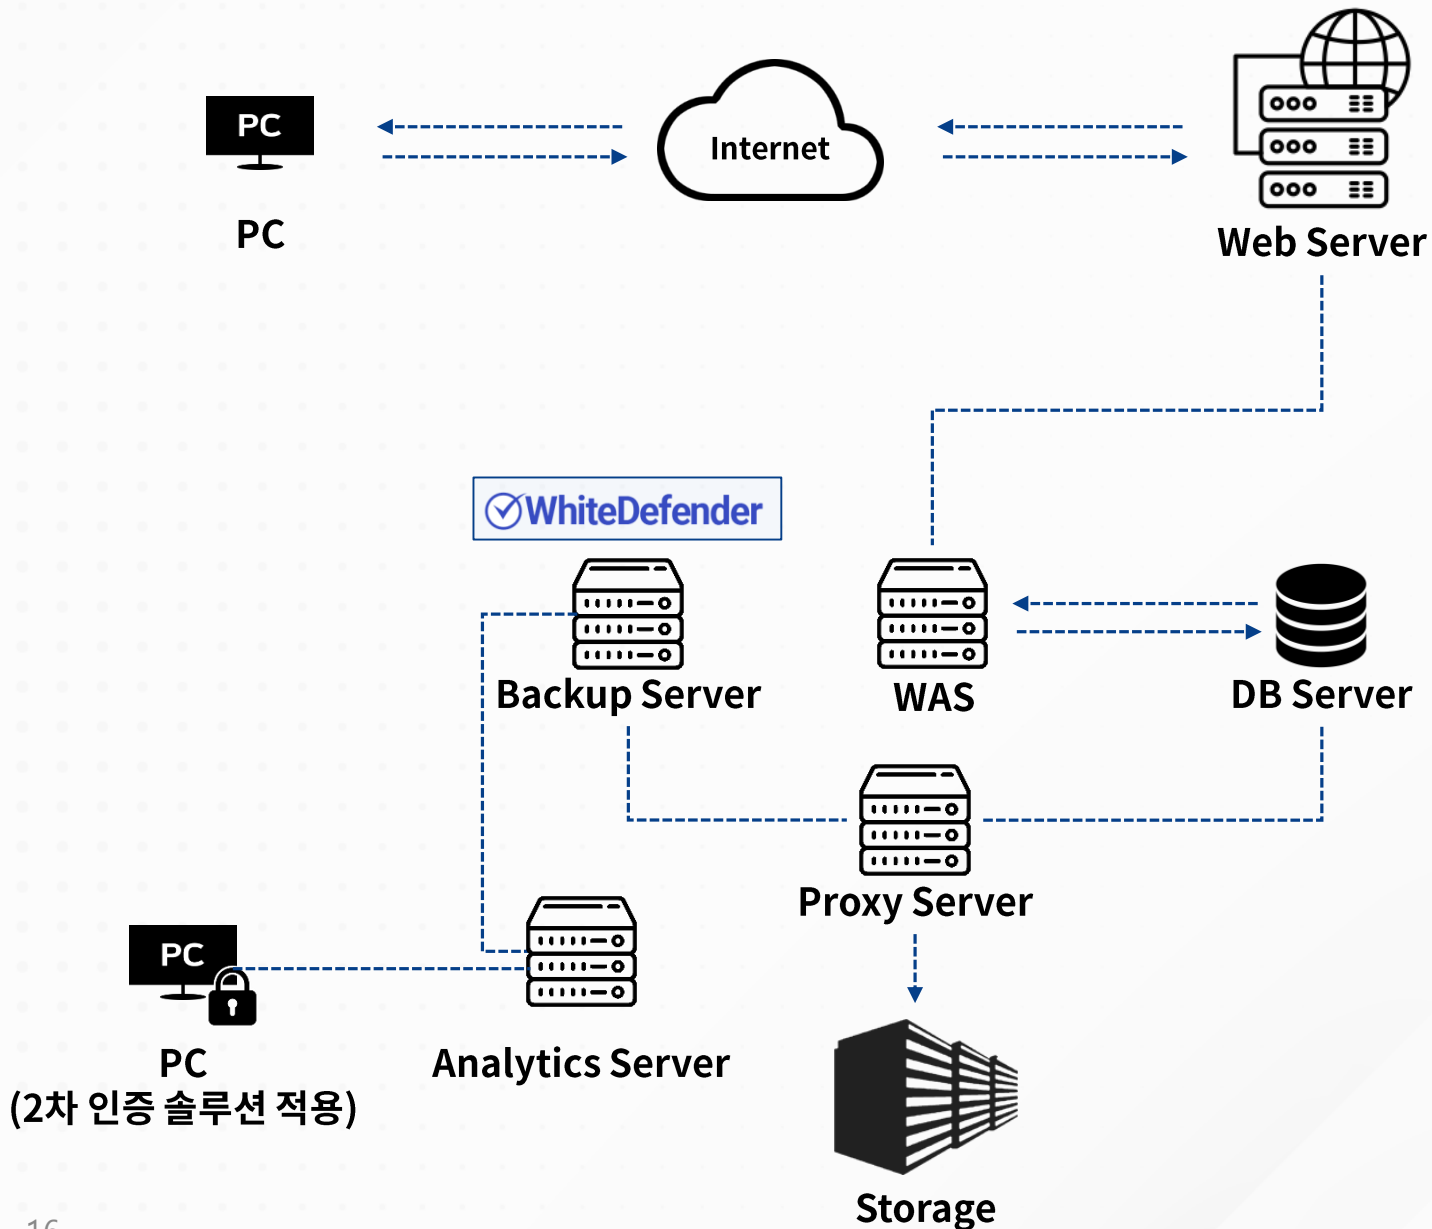 PC
Internet
PC
Web Server
WhiteDefender
Backup Server
WAS
DB Server
Proxy Server
PC
PC
(2차 인증 솔루션 적용)
Analytics Server
Storage
16